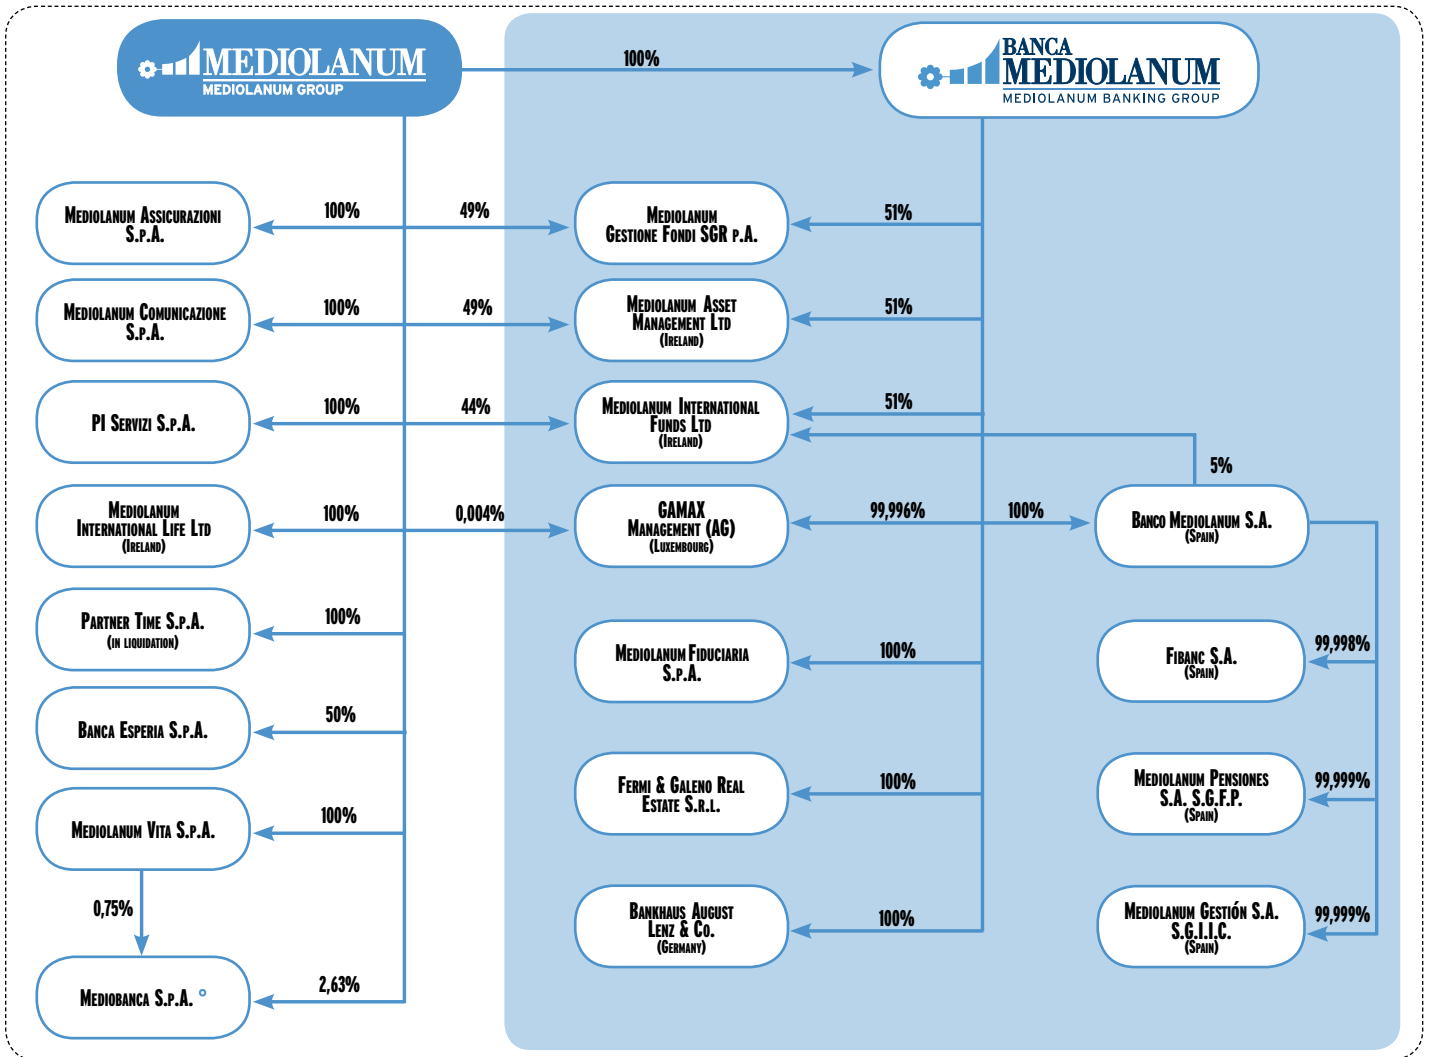 MEDIOLANUM
MEDIOLANUM GROUP
100%
BANCA
MEDIOLANUM
MEDIOLANUM BANKING GROUP
Mediolanum Assicurazioni
S.p.A.
100%
49%
Mediolanum
Gestione Fondi SGR p.A.
51%
Mediolanum Comunicazione
S.p.A.
100%
49%
Mediolanum Asset
Management Ltd
(Ireland)
51%
PI Servizi S.p.A.
100%
44%
Mediolanum International
Funds Ltd
(Ireland)
51%
5%
Mediolanum
International Life Ltd
(Ireland)
100%
0,004%
GAMAX
Management (AG)
(Luxembourg)
99,996%
100%
Banco Mediolanum S.A.
(Spain)
Partner Time S.p.A.
(in liquidation)
100%
Mediolanum Fiduciaria
S.p.A.
100%
Fibanc S.A.
(Spain)
99,998%
Banca Esperia S.p.A.
50%
Fermi & Galeno Real
Estate S.r.l.
100%
Mediolanum Pensiones
S.A. S.G.F.P.
(Spain)
99,999%
Mediolanum Vita S.p.A.
100%
0,75%
Bankhaus August
Lenz & Co.
(Germany)
100%
Mediolanum Gestión S.A.
S.G.I.I.C.
(Spain)
99,999%
Mediobanca S.p.A. °
2,63%